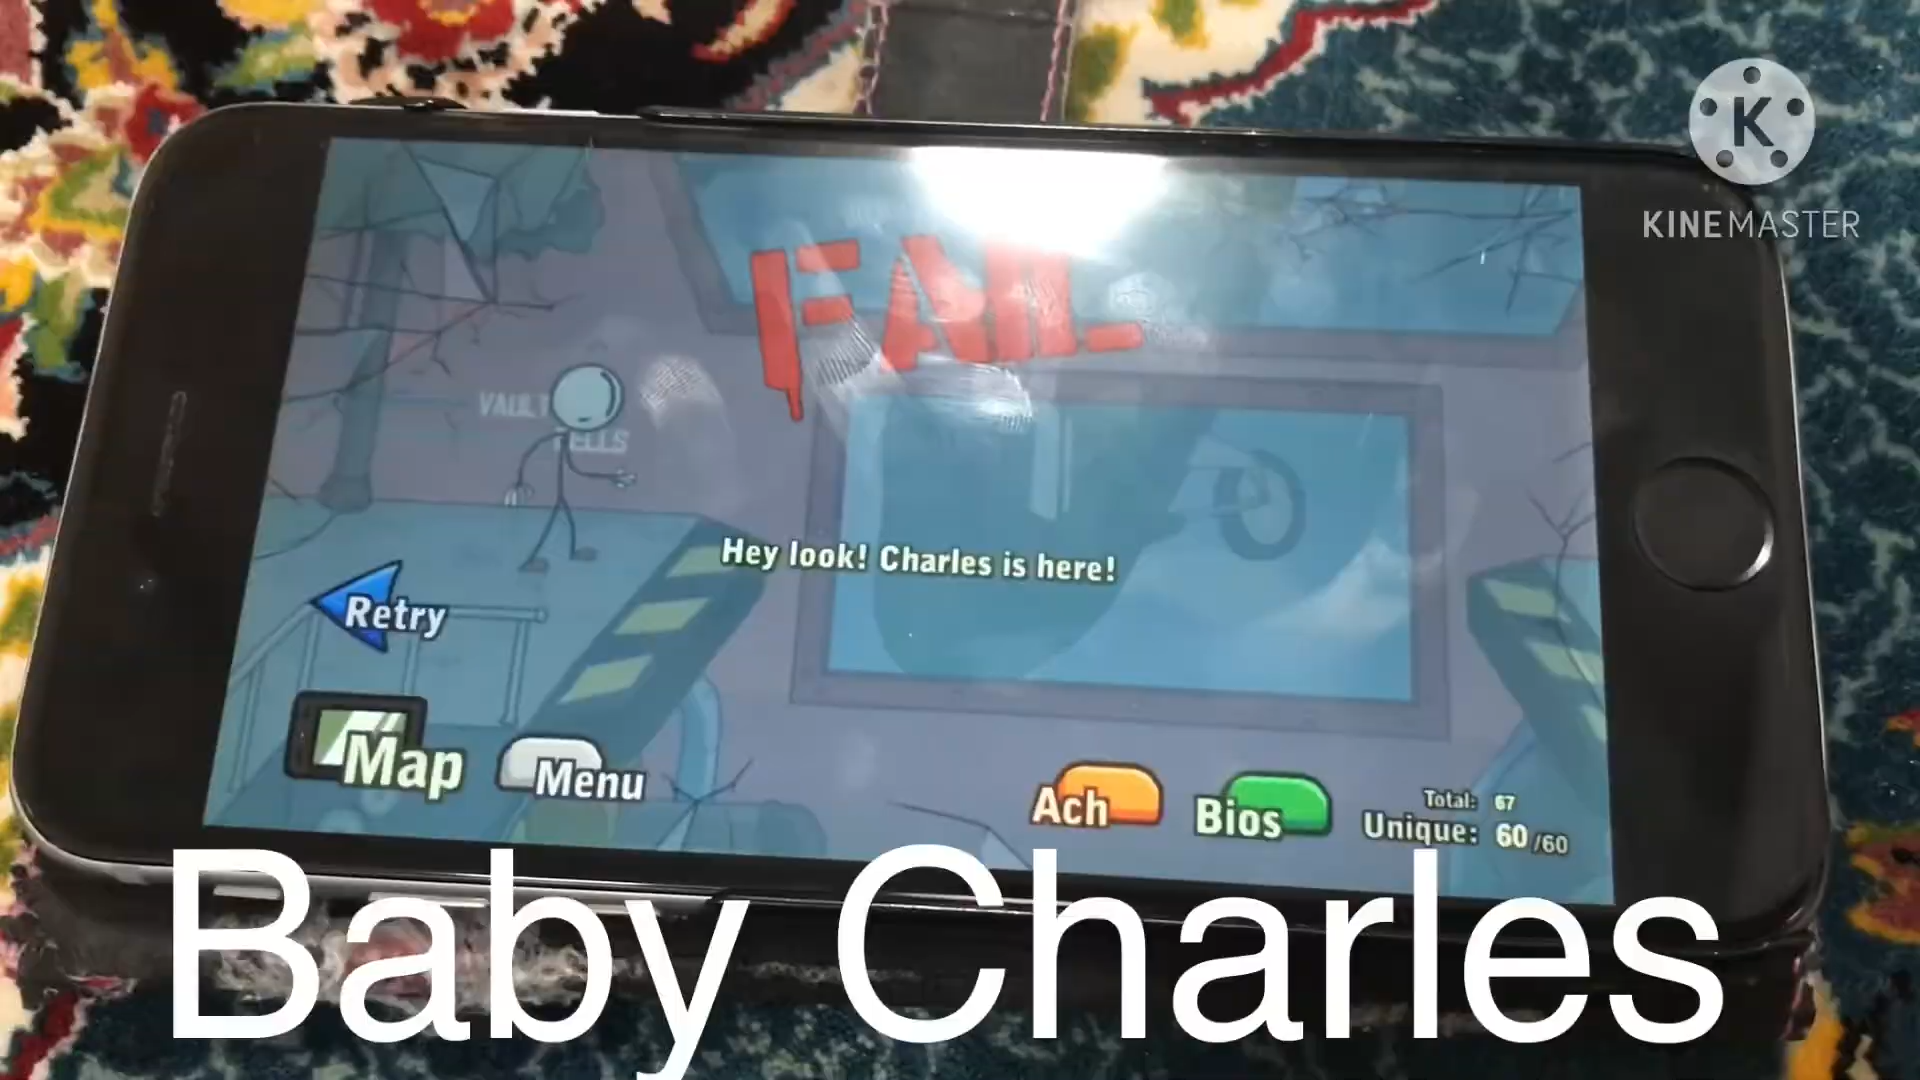 K
KINEMASTER
FAIL
VAULT
CELLS
Hey look! Charles is here!
Retry
Map
Menu
Ach
Bios
Total: 67
Unique: 60/60
Baby Charles